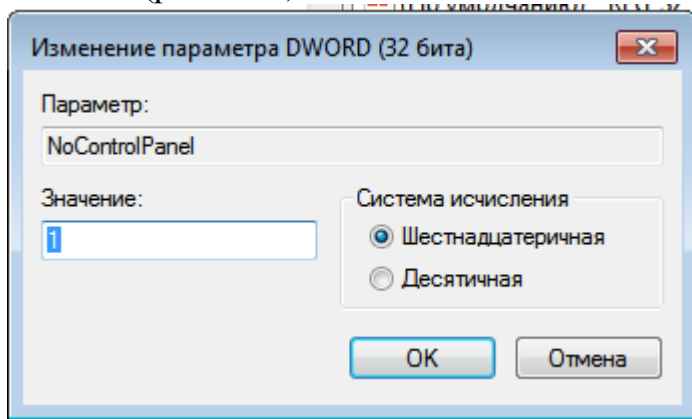 Изменение параметра DWORD (32 бита)
Параметр:
NoControlPanel
Значение:
1
Система исчисления
Шестнадцатеричная
Десятичная
OK
Отмена